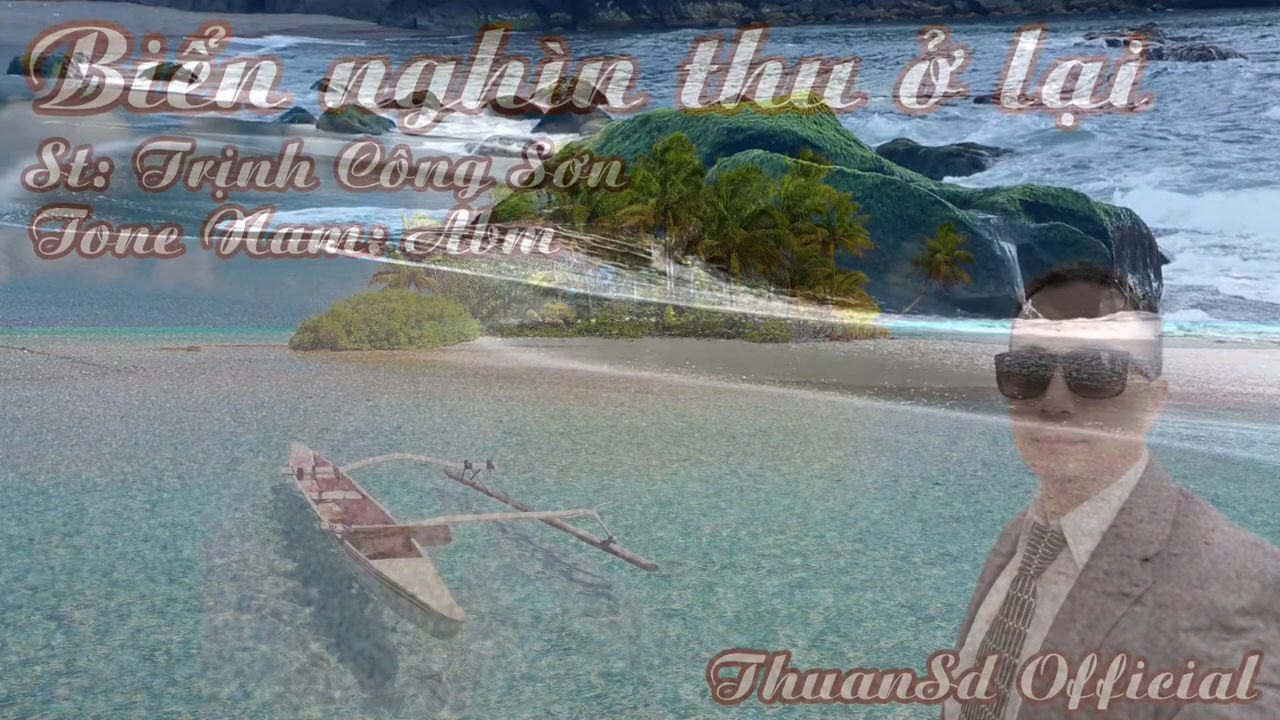 Biển nghìn thu ở lại
St: Trịnh Công Sơn
Tone Nam: Abm
ThuanSd Official